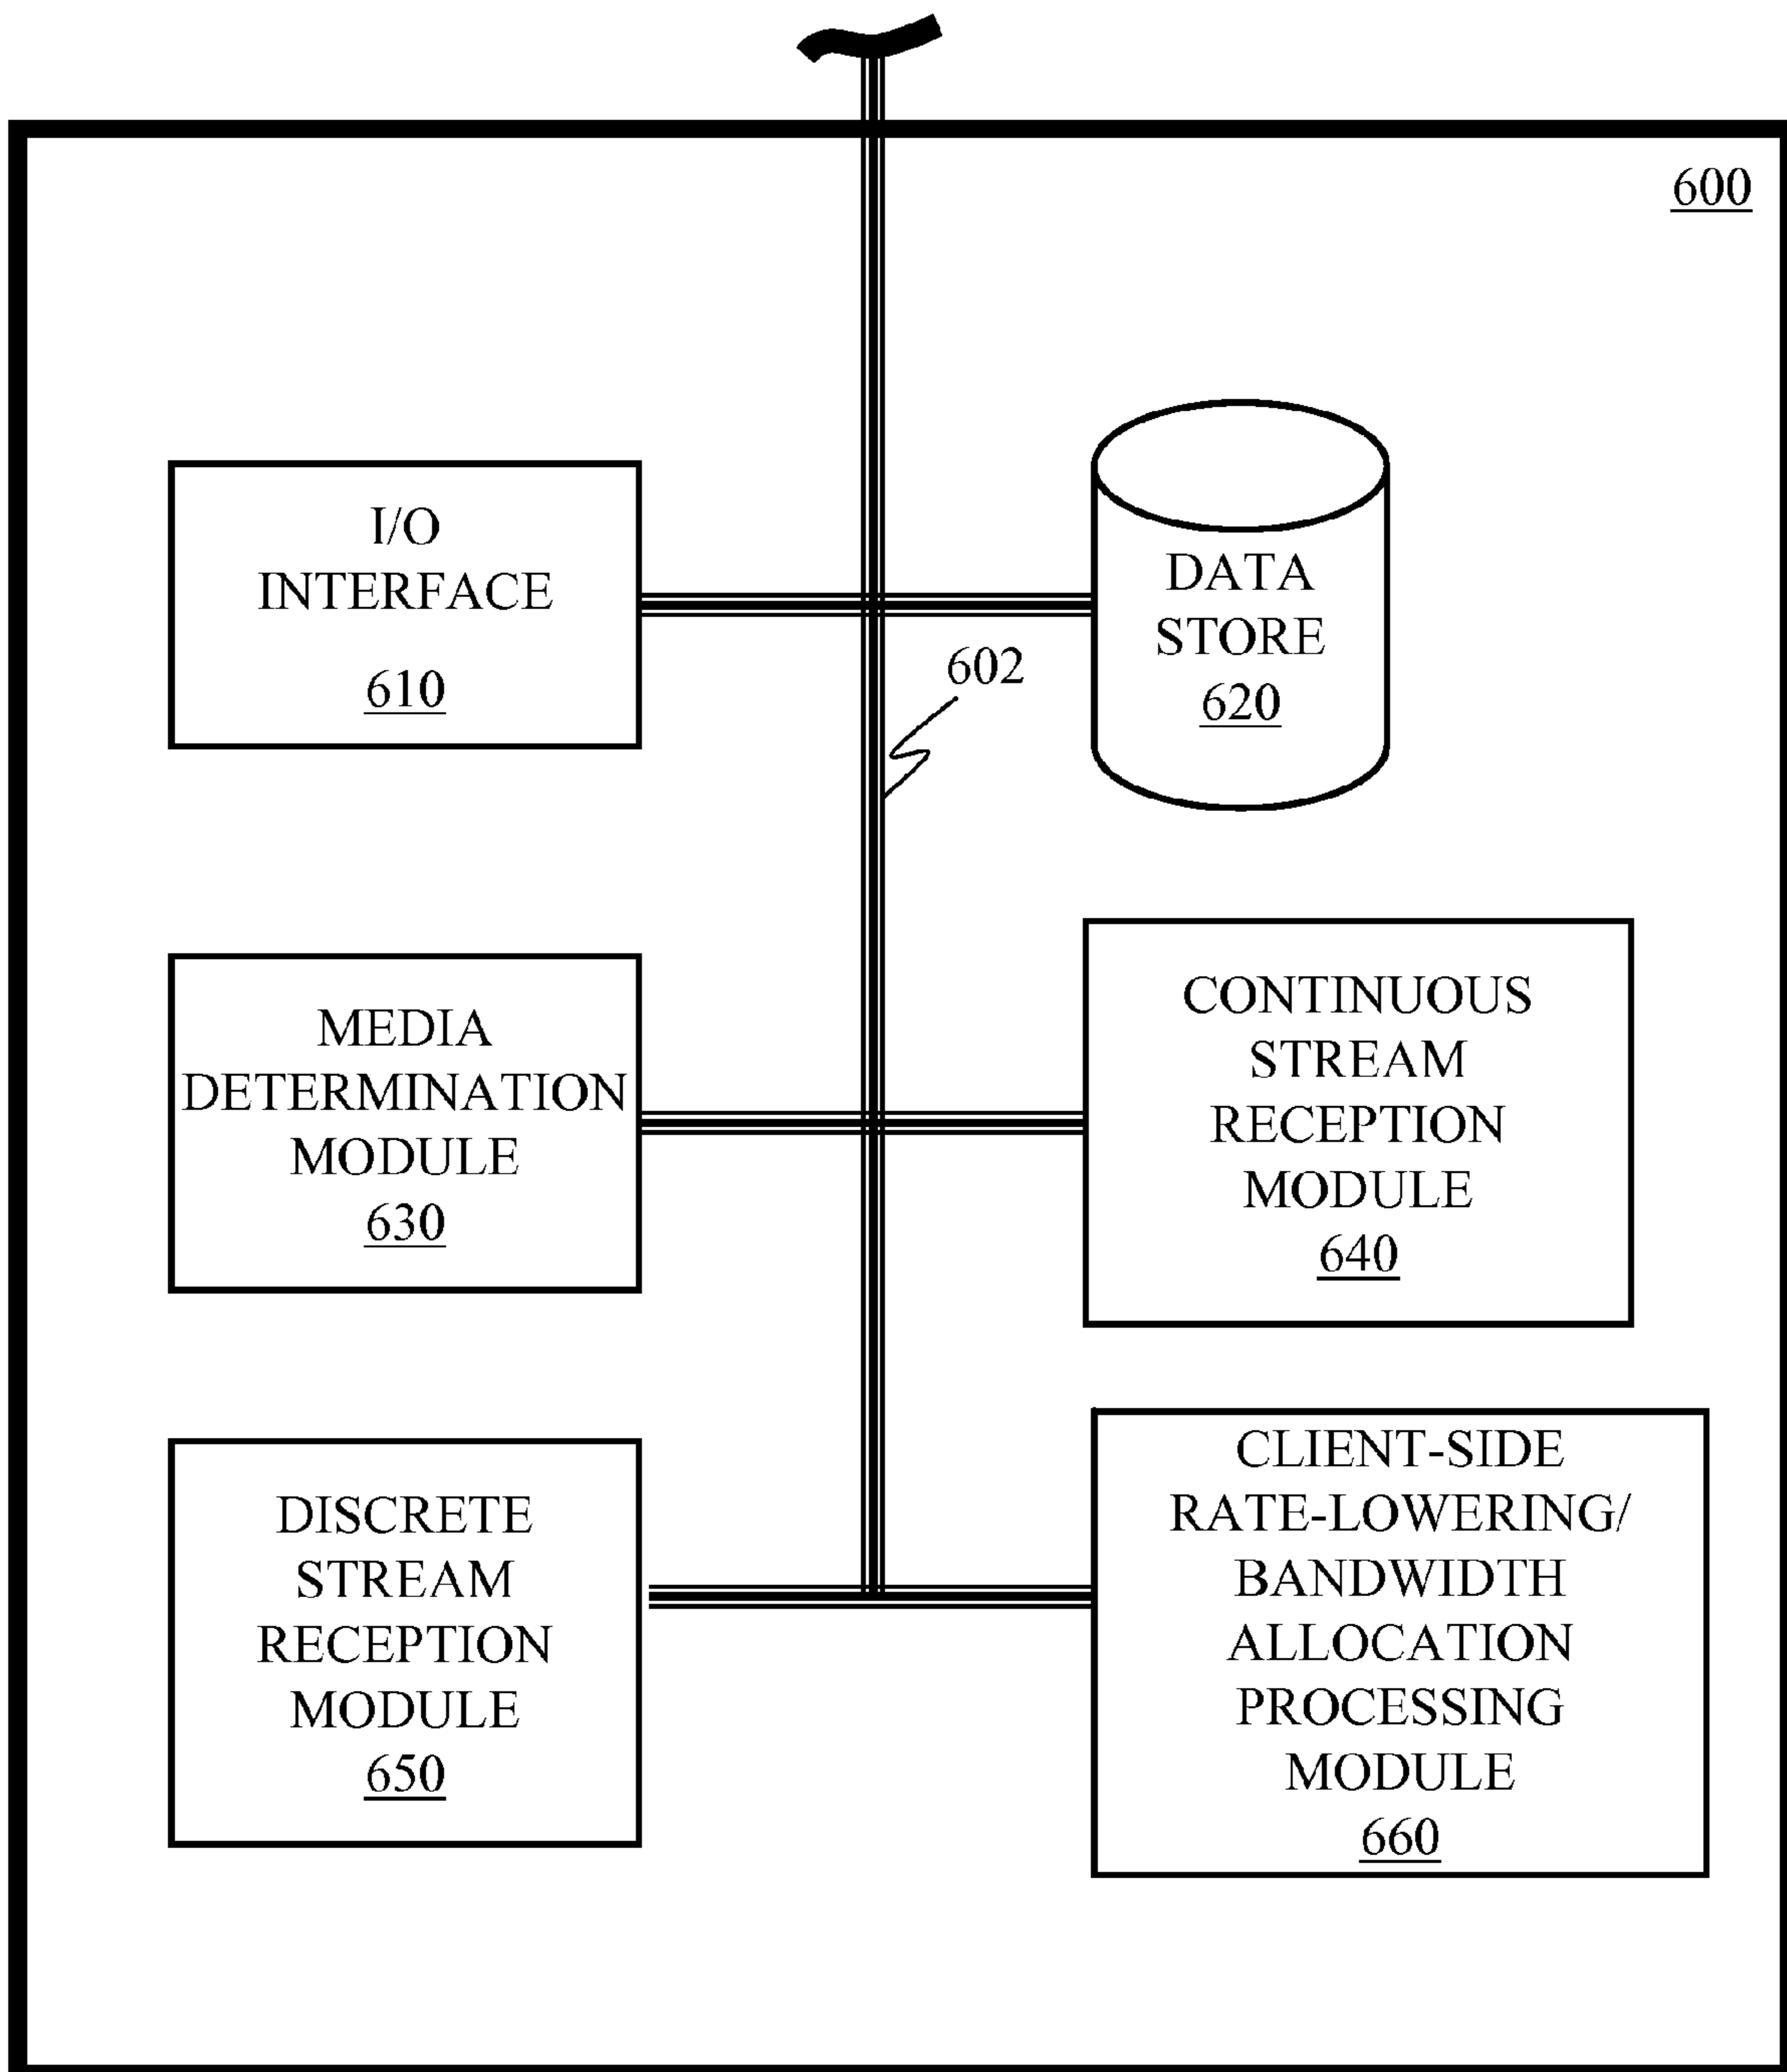 600
I/O
INTERFACE
610
DATA
STORE
620
602
MEDIA
DETERMINATION
MODULE
630
CONTINUOUS
STREAM
RECEPTION
MODULE
640
DISCRETE
STREAM
RECEPTION
MODULE
650
CLIENT-SIDE
RATE-LOWERING/
BANDWIDTH
ALLOCATION
PROCESSING
MODULE
660